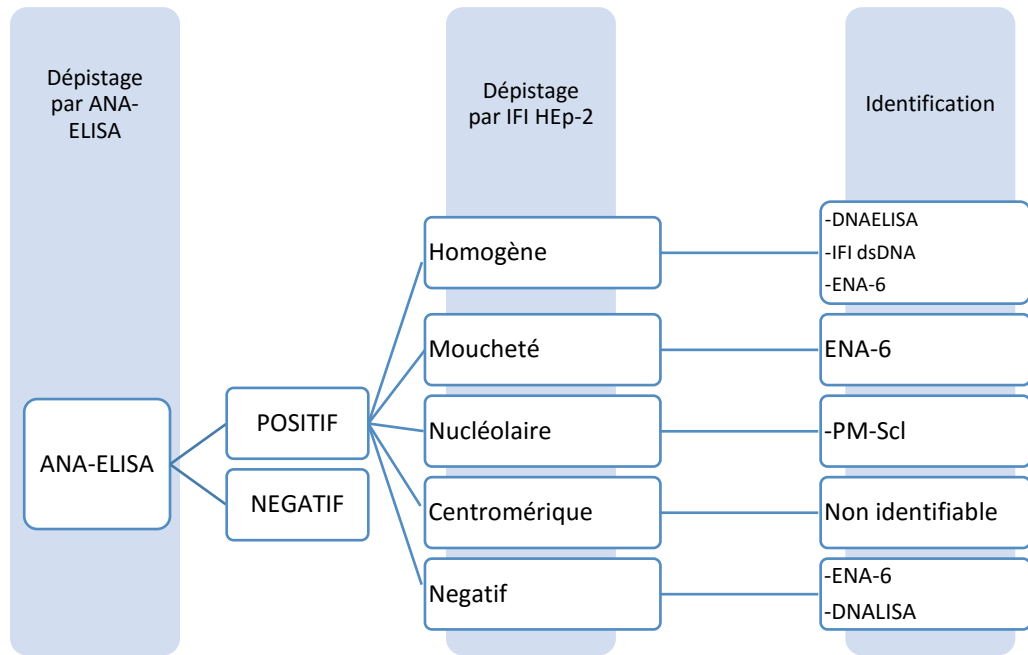 Dépistage
par ANA-
ELISA
Dépistage
par IFI HEp-2
Identification
ANA-ELISA
POSITIF
NEGATIF
Homogène
-DNAELISA
-IFI dsDNA
-ENA-6
Moucheté
ENA-6
Nucléolaire
-PM-Scl
Centromérique
Non identifiable
Negatif
-ENA-6
-DNALISA